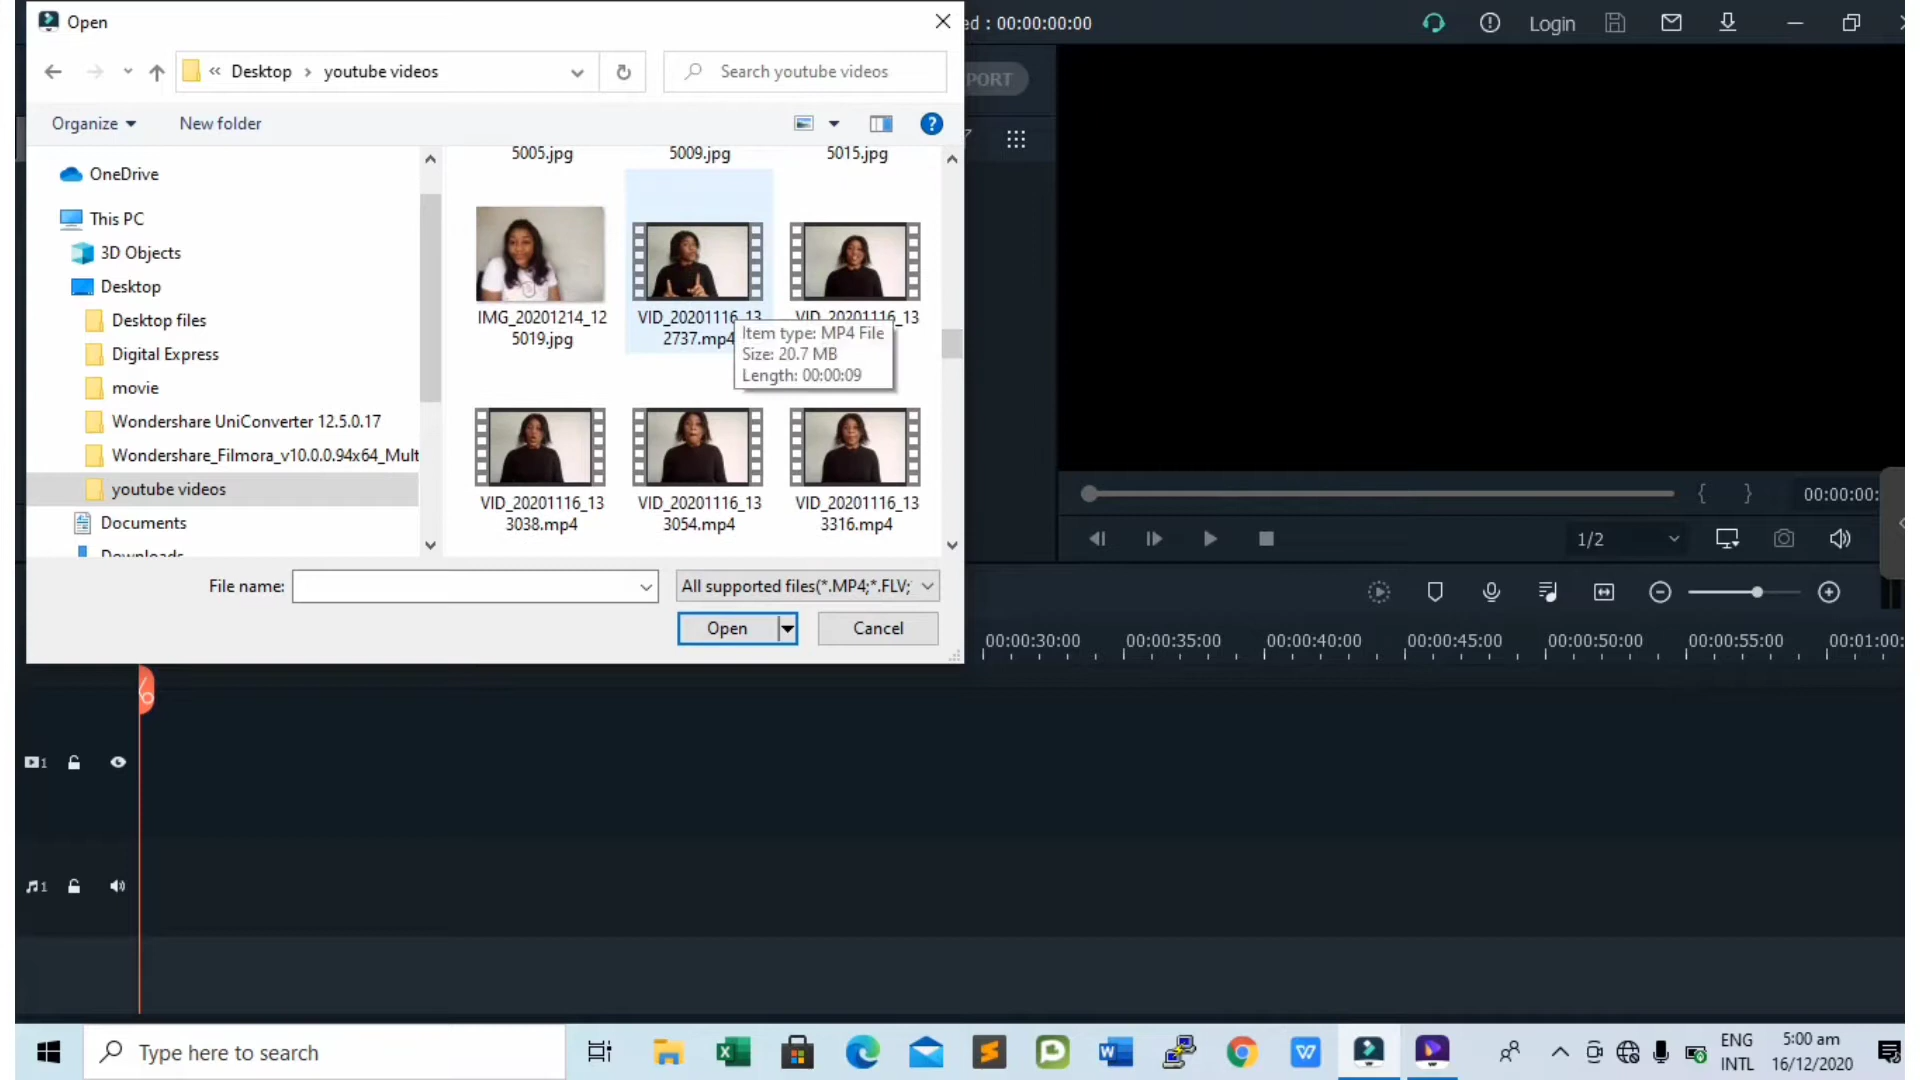 Open
ed : 00:00:00:00
Login
« Desktop › youtube videos
Search youtube videos
PORT
Organize
New folder
5005.jpg
5009.jpg
5015.jpg
OneDrive
This PC
3D Objects
Desktop
Desktop files
Digital Express
movie
Wondershare UniConverter 12.5.0.17
Wondershare_Filmora_v10.0.0.94x64_Mult
youtube videos
Documents
Downloads
IMG_20201214_12
5019.jpg
VID_20201116_13
2737.mp4
VID_20201116_13
Item type: MP4 File
Size: 20.7 MB
Length: 00:00:09
VID_20201116_13
3038.mp4
VID_20201116_13
3054.mp4
VID_20201116_13
3316.mp4
File name:
All supported files(*.MP4;*.FLV;
Open
Cancel
{ }
00:00:00:
1/2
00:00:30:00
00:00:35:00
00:00:40:00
00:00:45:00
00:00:50:00
00:00:55:00
00:01:00:
1
1
Type here to search
ENG
INTL
5:00 am
16/12/2020